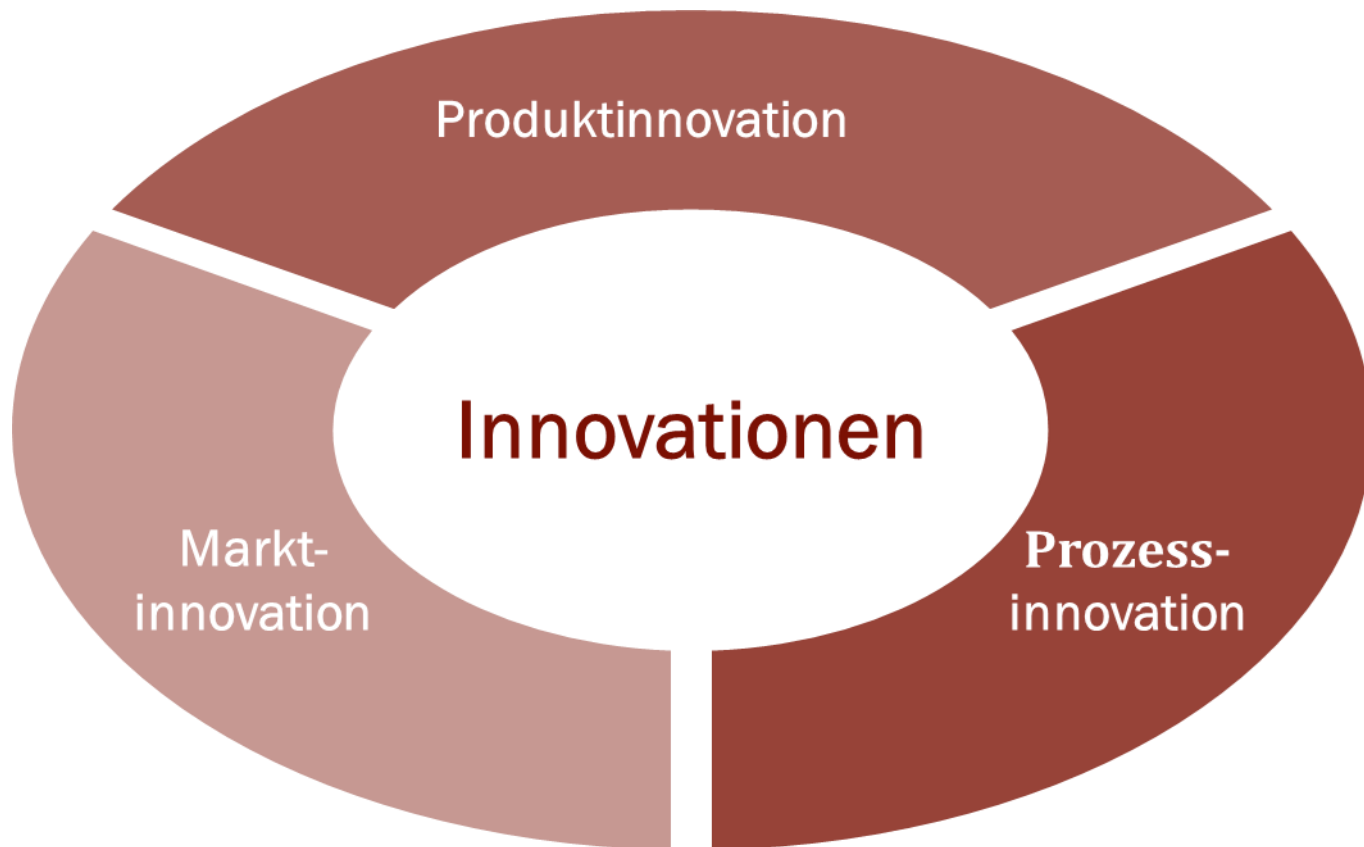 Produktinnovation
Innovationen
Markt-
innovation
Prozess-
innovation